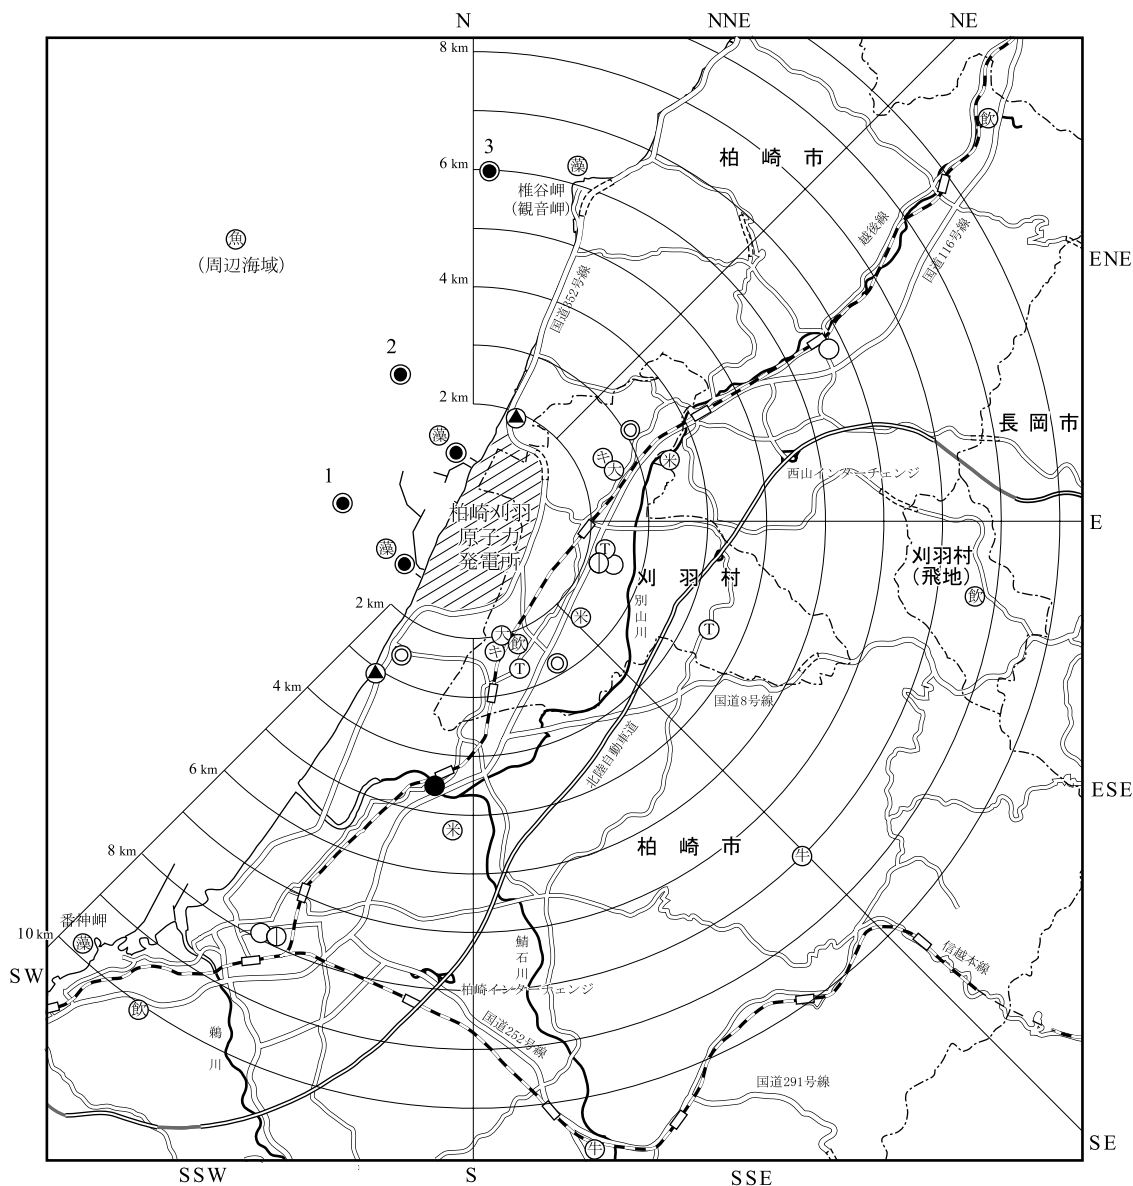 N
NNE
NE
8 km
3
6 km
藻
椎谷岬
(観音岬)
柏崎市
飲
魚
(周辺海域)
越後線
国道116号線
ENE
4 km
国道352号線
2
2 km
長岡市
藻
キ
大
米
西山インターチェンジ
1
柏崎刈羽
原子力
発電所
E
藻
T
刈羽村
刈羽村
(飛地)
飲
2 km
別山川
米
T
大
キ
飲
T
4 km
国道8号線
北陸自動車道
6 km
ESE
米
柏崎市
牛
8 km
番神岬
10 km
藻
SW
鯖石川
信越本線
柏崎インターチェンジ
飲
鵜川
国道252号線
国道291号線
牛
SE
SSW
S
SSE